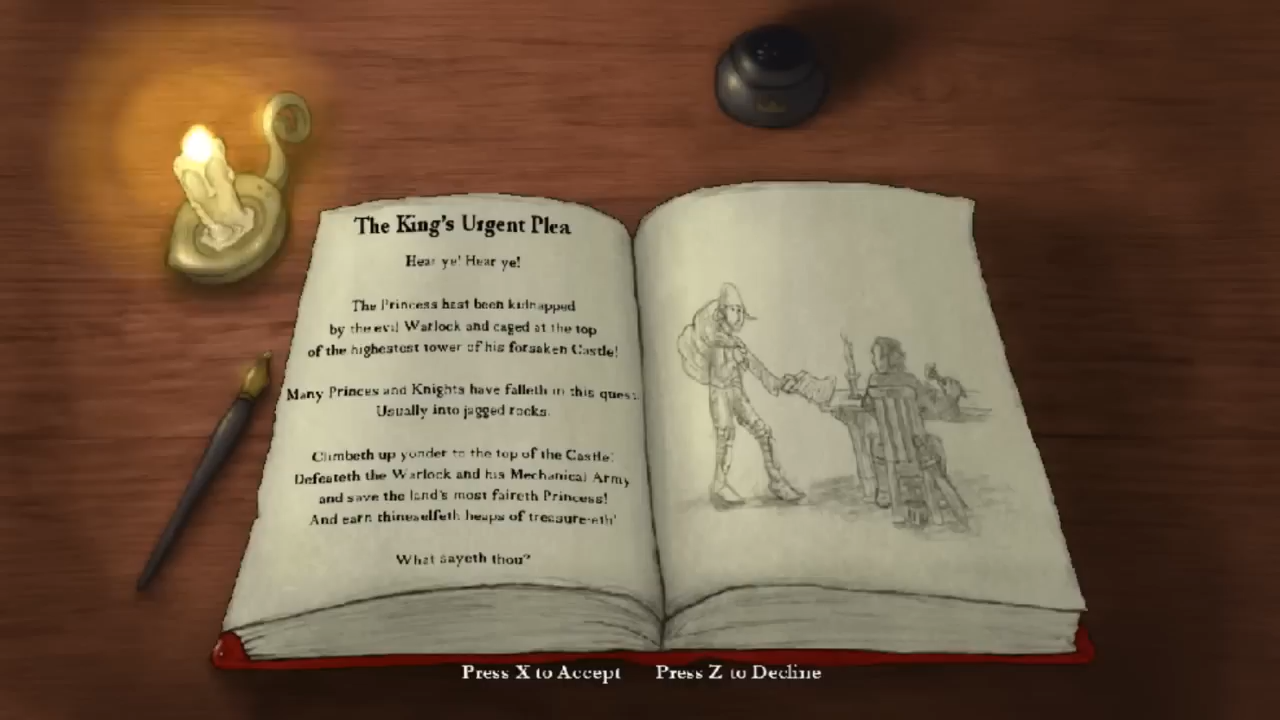 The King's Urgent Plea
Hear ye! Hear ye!
The Princess hast been kidnapped
by the evil Warlock and caged at the top
of the highestest tower of his forsaken Castle!
Many Princes and Knights have falleth in this quest.
Usually into jagged rocks.
Climbeth up yonder to the top of the Castle!
Defeateth the Warlock and his Mechanical Army
and save the land's most faireth Princess!
And earn thineselfeth heaps of treasure-eth!
What sayeth thou?
Press X to Accept Press Z to Decline